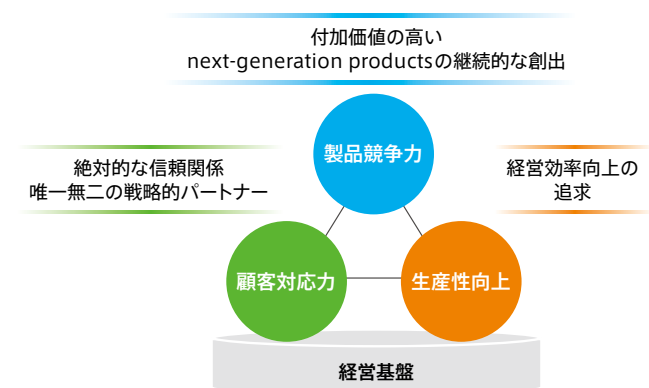 付加価値の高い
next-generation productsの継続的な創出
製品競争力
絶対的な信頼関係
唯一無二の戦略的パートナー
経営効率向上の
追求
顧客対応力
生産性向上
経営基盤